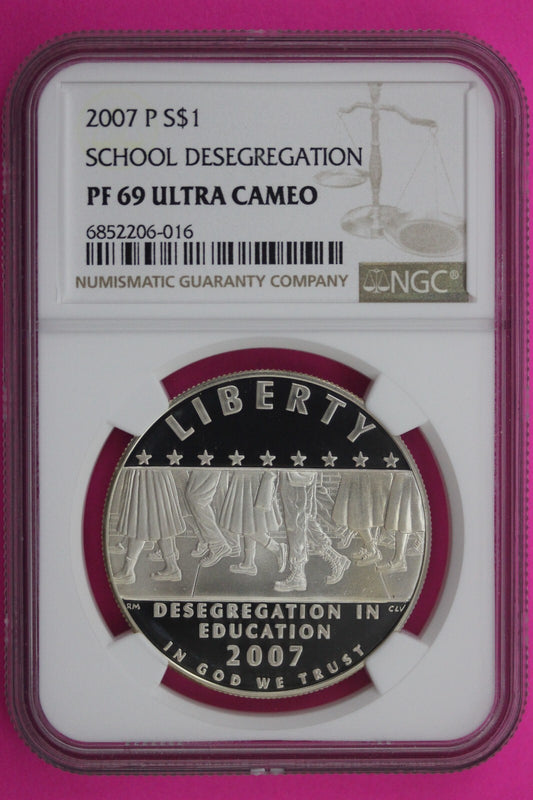 2007 P S$1
SCHOOL DESEGREGATION
PF 69 ULTRA CAMEO
6852206-016
NUMISMATIC GUARANTY COMPANY
NGC®
LIBERTY
RM
CLV
DESEGREGATION IN
EDUCATION
2007
IN GOD WE TRUST